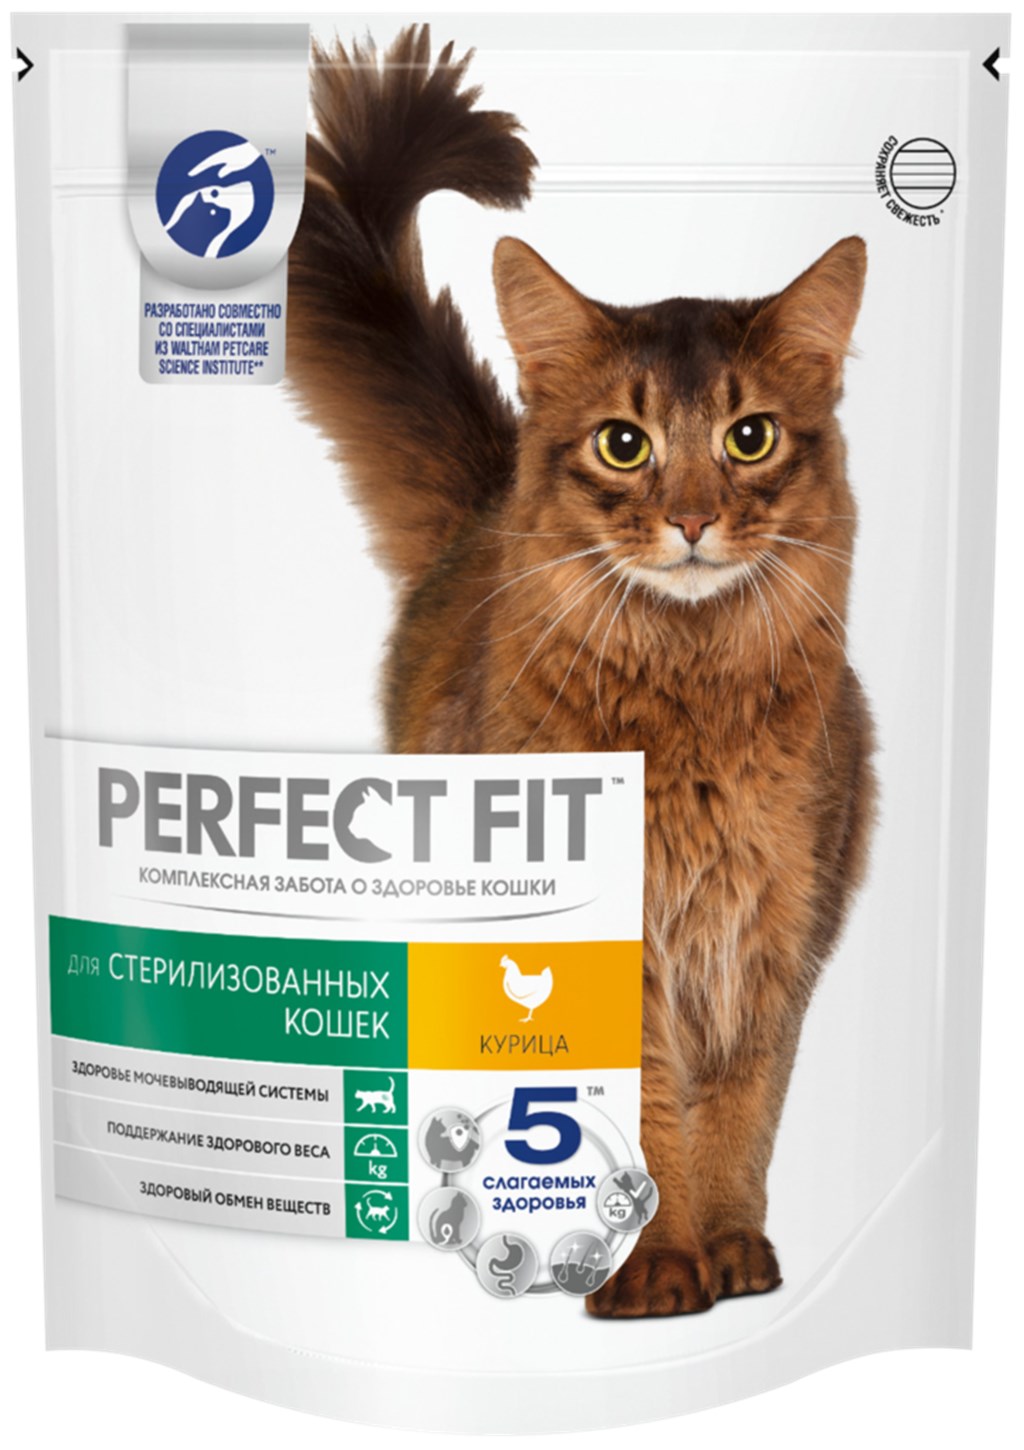 ™
СОХРАНЯЕТ СВЕЖЕСТЬ*
РАЗРАБОТАНО СОВМЕСТНО
СО СПЕЦИАЛИСТАМИ
ИЗ WALTHAM PETCARE
SCIENCE INSTITUTE**
PERFECT FIT™
КОМПЛЕКСНАЯ ЗАБОТА О ЗДОРОВЬЕ КОШКИ
для СТЕРИЛИЗОВАННЫХ
КОШЕК
КУРИЦА
ЗДОРОВЬЕ МОЧЕВЫВОДЯЩЕЙ СИСТЕМЫ
ПОДДЕРЖАНИЕ ЗДОРОВОГО ВЕСА
kg
ЗДОРОВЫЙ ОБМЕН ВЕЩЕСТВ
5™
слагаемых
здоровья
kg